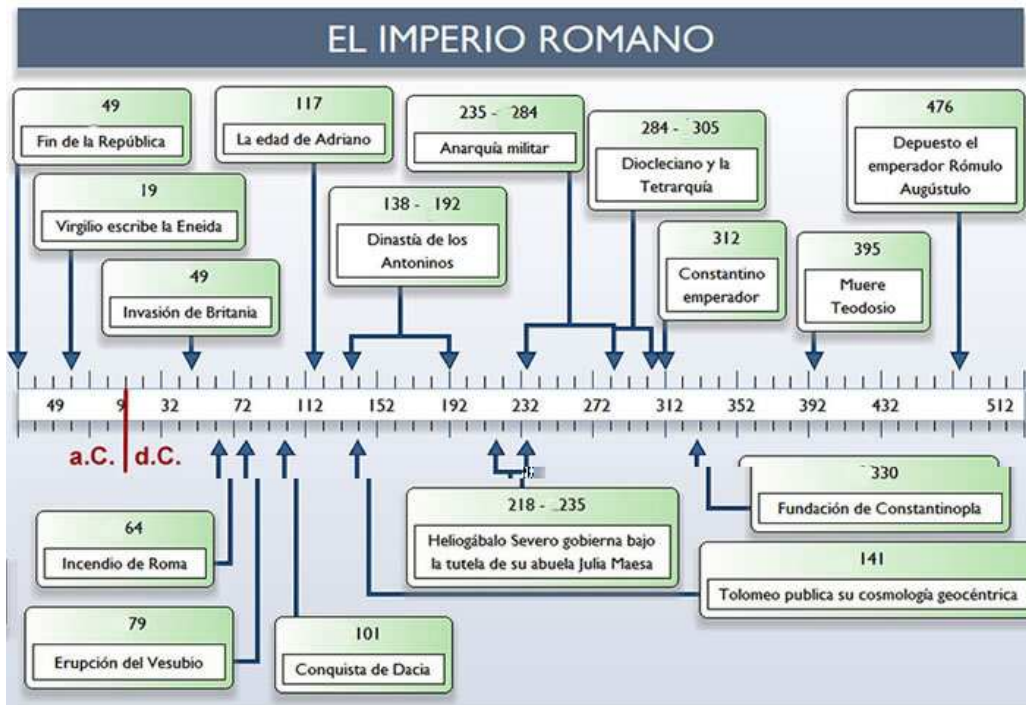 EL IMPERIO ROMANO
49
Fin de la República
19
Virgilio escribe la Eneida
49
Invasión de Britania
117
La edad de Adriano
138 - 192
Dinastía de los
Antoninos
235 - 284
Anarquía militar
284 - 305
Diocleciano y la
Tetrarquía
312
Constantino
emperador
395
Muere
Teodosio
476
Depuesto el
emperador Rómulo
Augústulo
49 9 32 72 112 152 192 232 272 312 352 392 432 512
a.C. d.C.
64
Incendio de Roma
79
Erupción del Vesubio
101
Conquista de Dacia
218 - 235
Heliogábalo Severo gobierna bajo
la tutela de su abuela Julia Maesa
330
Fundación de Constantinopla
141
Tolomeo publica su cosmología geocéntrica